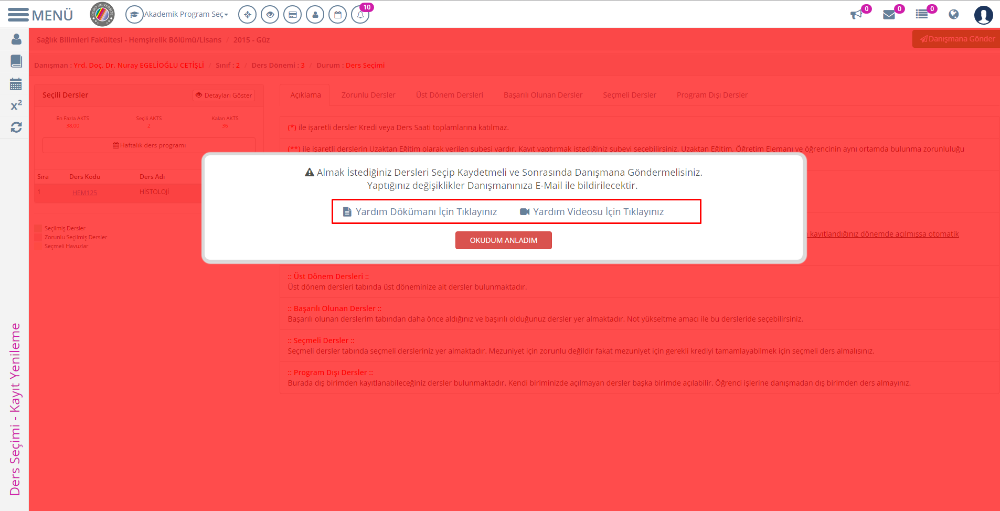 MENÜ
DEMO ÜNİVERSİTE
Akademik Program Seç
10
0
0
0
Sağlık Bilimleri Fakültesi - Hemşirelik Bölümü/Lisans / 2015 - Güz
Danışmana Gönder
Danışman : Yrd. Doç. Dr. Nuray EGELİOĞLU CETİŞLİ / Sınıf : 2 / Ders Dönemi : 3 / Durum : Ders Seçimi
Seçili Dersler
Detayları Göster
En Fazla AKTS Seçili AKTS Kalan AKTS
38,00 2 36
Haftalık ders programı
Sıra Ders Kodu Ders Adı
1 HEM125 HİSTOLOJİ
Seçilmiş Dersler
Zorunlu Seçilmiş Dersler
Seçmeli Havuzlar
Açıklama Zorunlu Dersler Üst Dönem Dersleri Başarılı Olunan Dersler Seçmeli Dersler Program Dışı Dersler
(*) ile işaretli dersler Kredi veya Ders Saati toplamlarına katılmaz.
(**) ile işaretli derslerin Uzaktan Eğitim olarak verilen şubesi vardır. Kayıt yaptırmak istediğiniz şubeyi seçebilirsiniz. Uzaktan Eğitim, Öğretim Elemanı ve öğrencinin aynı ortamda bulunma zorunluluğu
Almak İstediğiniz Dersleri Seçip Kaydetmeli ve Sonrasında Danışmana Göndermelisiniz.
Yaptığınız değişiklikler Danışmanınıza E-Mail ile bildirilecektir.
Yardım Dökümanı İçin Tıklayınız Yardım Videosu İçin Tıklayınız
OKUDUM ANLADIM
kayıtlandığınız dönemde açılmışsa otomatik
:: Üst Dönem Dersleri ::
Üst dönem dersleri tabında üst döneminize ait dersler bulunmaktadır.
:: Başarılı Olunan Dersler ::
Başarılı olunan derslerim tabından daha önce aldığınız ve başırılı olduğunuz dersler yer almaktadır. Not yükseltme amacı ile bu dersleride seçebilirsiniz.
:: Seçmeli Dersler ::
Seçmeli dersler tabında seçmeli dersleriniz yer almaktadır. Mezuniyet için zorunlu değildir fakat mezuniyet için gerekli krediyi tamamlayabilmek için seçmeli ders almalısınız.
:: Program Dışı Dersler ::
Burada dış birimden kayıtlanabileceğiniz dersler bulunmaktadır. Kendi biriminizde açılmayan dersler başka birimde açılabilir. Öğrenci işlerine danışmadan dış birimden ders almayınız.
x²
Ders Seçimi - Kayıt Yenileme